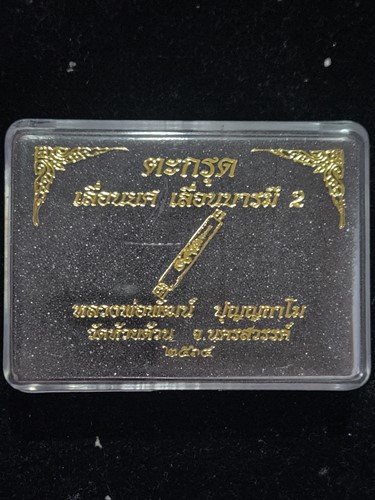 ตะกรุด
เลื่อนยศ เลื่อนบารมี 2
หลวงพ่อพัฒน์ ปุญญกาโม
วัดห้วยด้วน จ.นครสวรรค์
๒๕๖๔